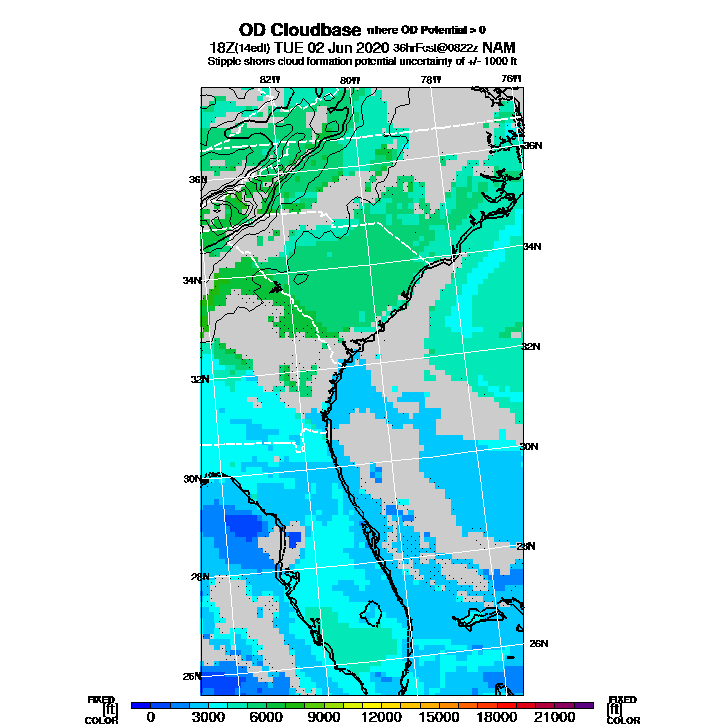 OD Cloudbase where OD Potential > 0
18Z(14edt) TUE 02 Jun 2020 36hrFcst@0822z NAM
Stipple shows cloud formation potential uncertainty of +/- 1000 ft
82W 80W 78W 76W
36N
36N
34N
34N
32N
32N
30N
30N
28N
28N
26N
26N
FIXED [ft] COLOR
0 3000 6000 9000 12000 15000 18000 21000
FIXED [ft] COLOR